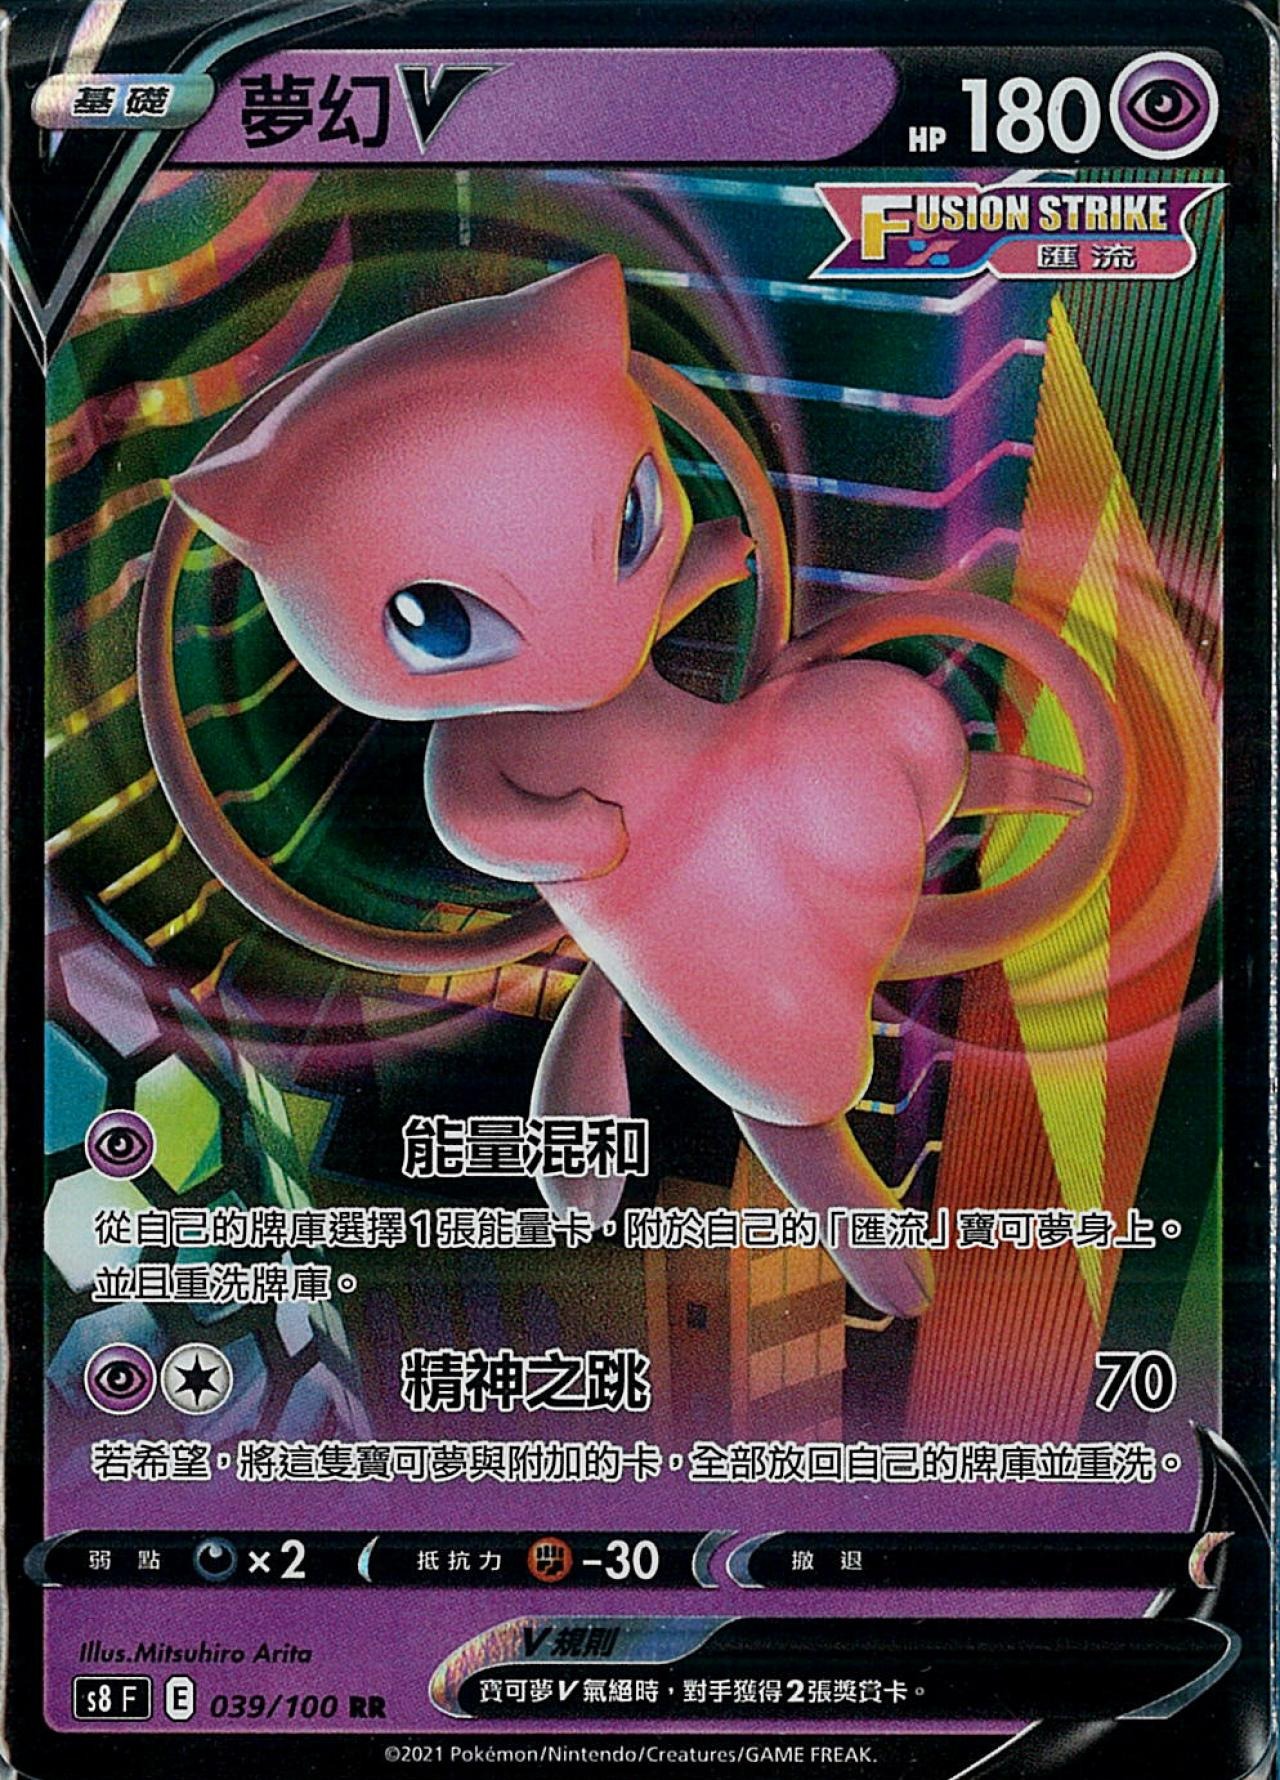 基礎
夢幻V
HP 180
FUSION STRIKE
匯流
能量混和
從自己的牌庫選擇1張能量卡，附於自己的「匯流」寶可夢身上。
並且重洗牌庫。
精神之跳 70
若希望，將這隻寶可夢與附加的卡，全部放回自己的牌庫並重洗。
弱點 ×2 抵抗力 -30 撤退
Illus. Mitsuhiro Arita
V規則
寶可夢V氣絕時，對手獲得2張獎賞卡。
s8 F E 039/100 RR
©2021 Pokémon/Nintendo/Creatures/GAME FREAK.